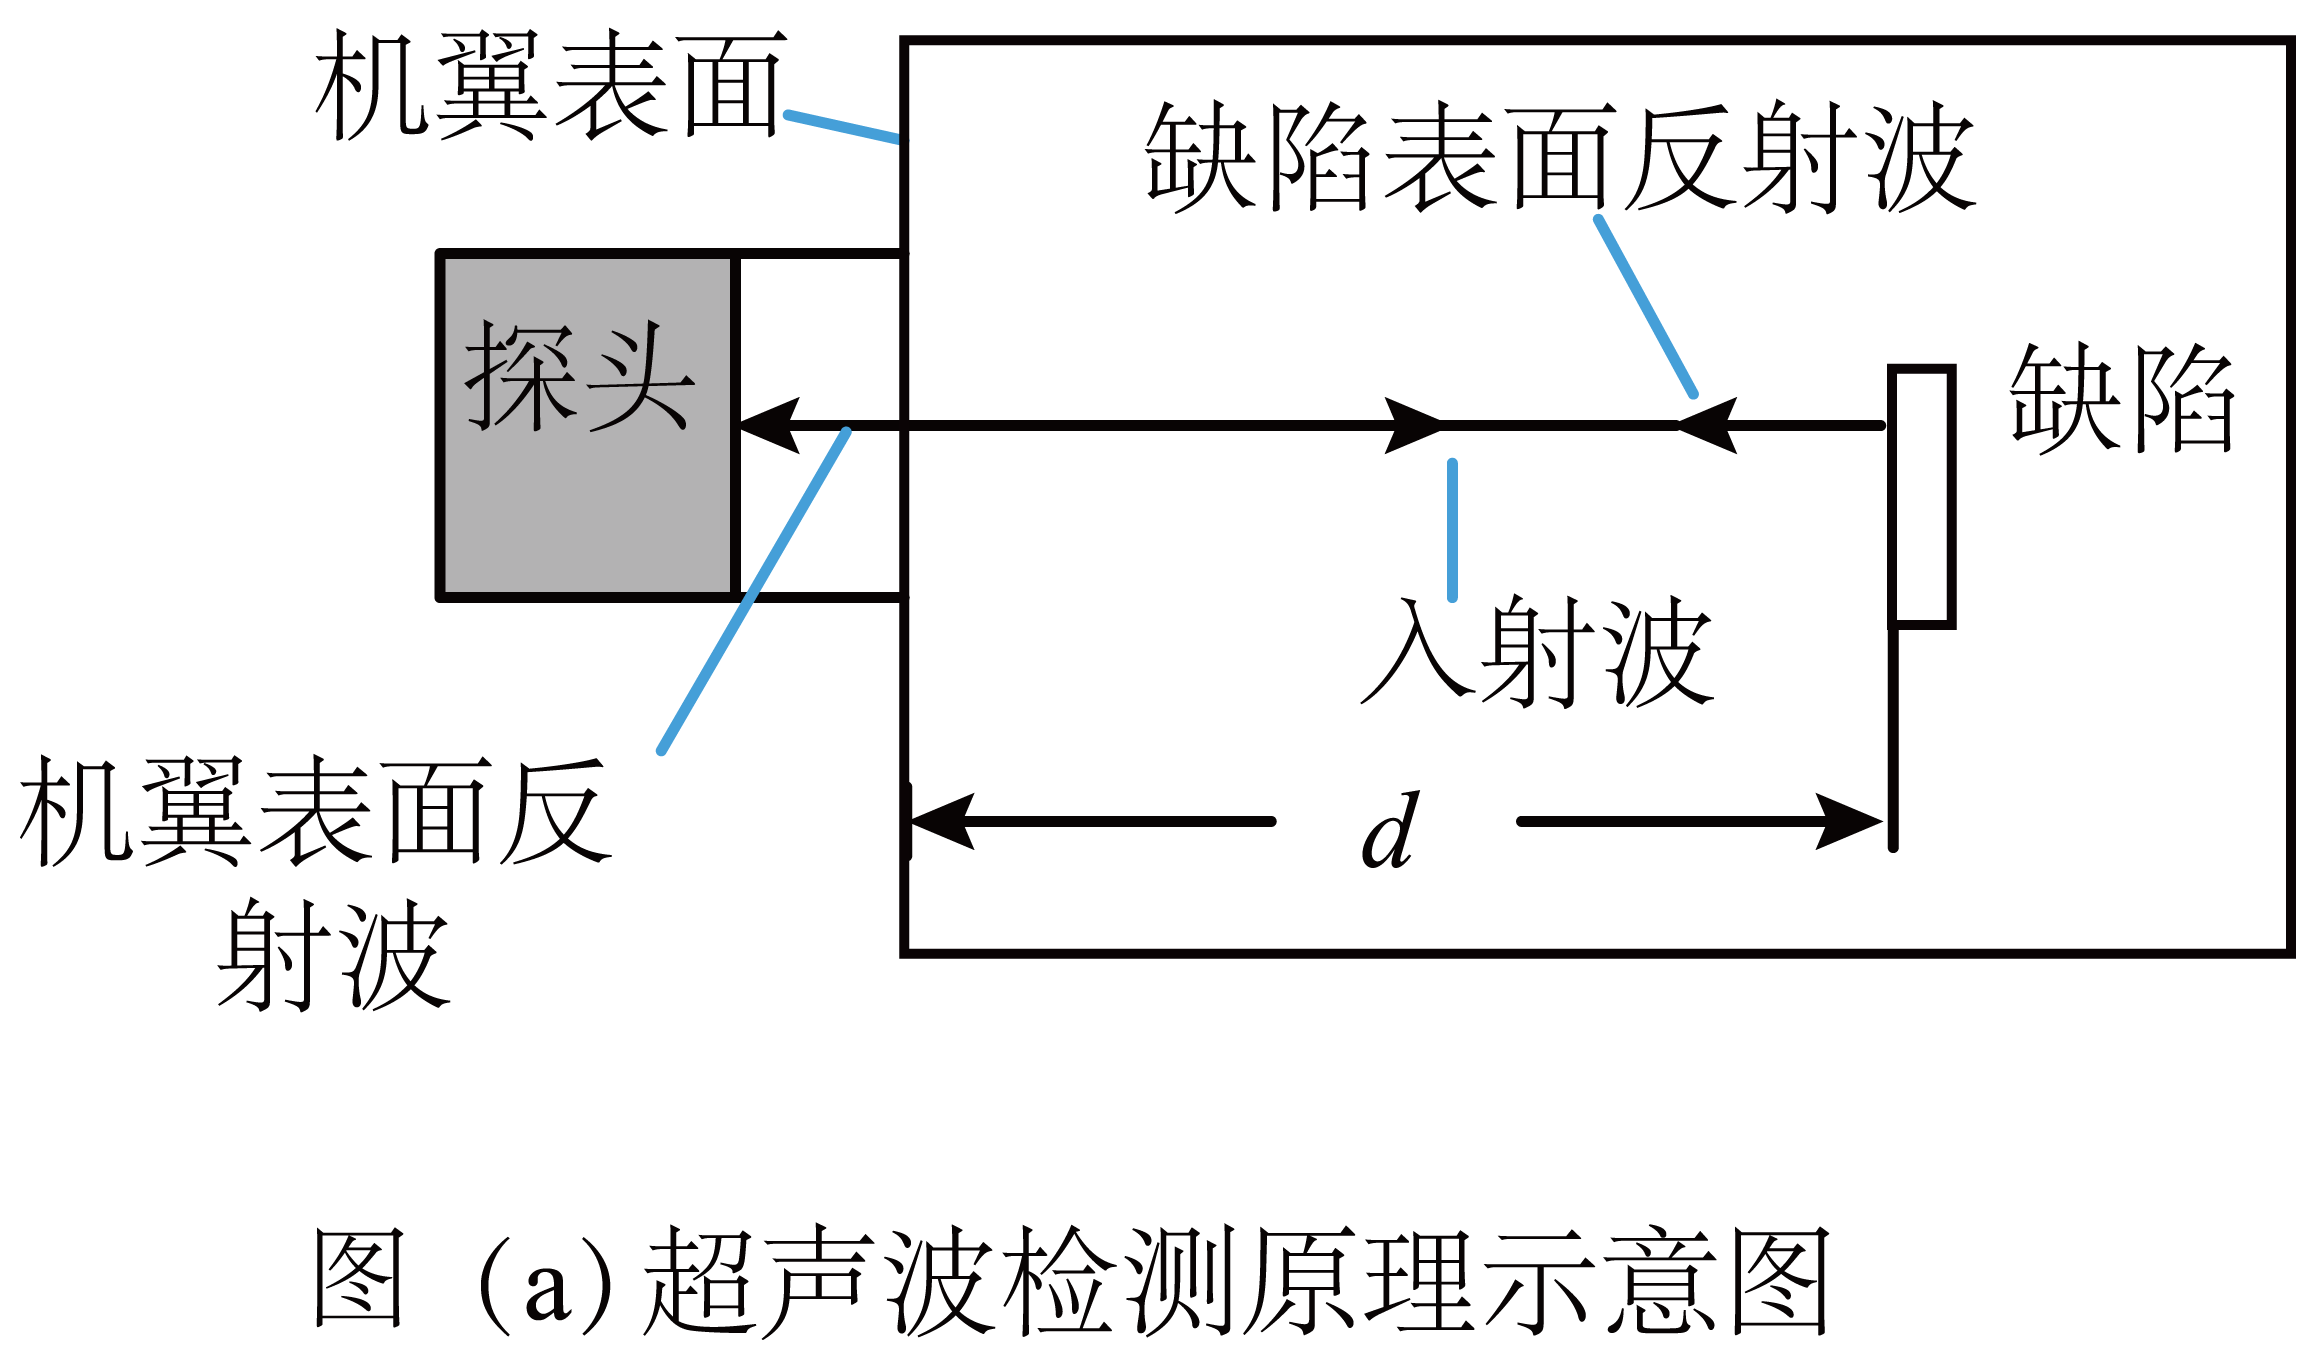 机翼表面
缺陷表面反射波
探头
缺陷
入射波
机翼表面反
射波
d
图 (a)超声波检测原理示意图